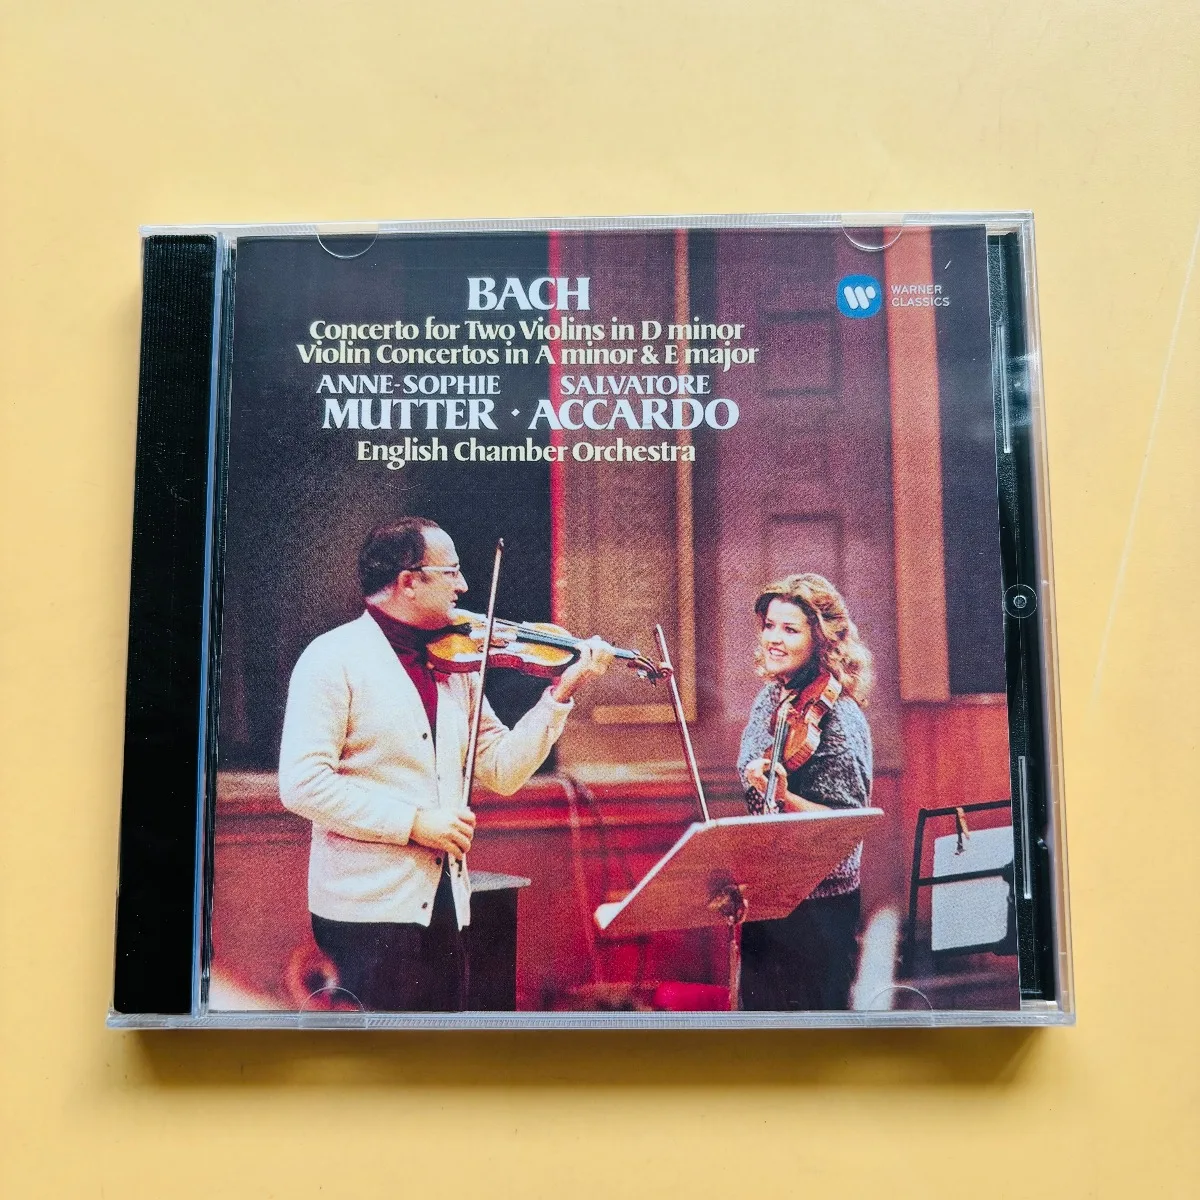 BACH
Concerto for Two Violins in D minor
Violin Concertos in A minor & E major
ANNE-SOPHIE SALVATORE
MUTTER · ACCARDO
English Chamber Orchestra
WARNER
CLASSICS